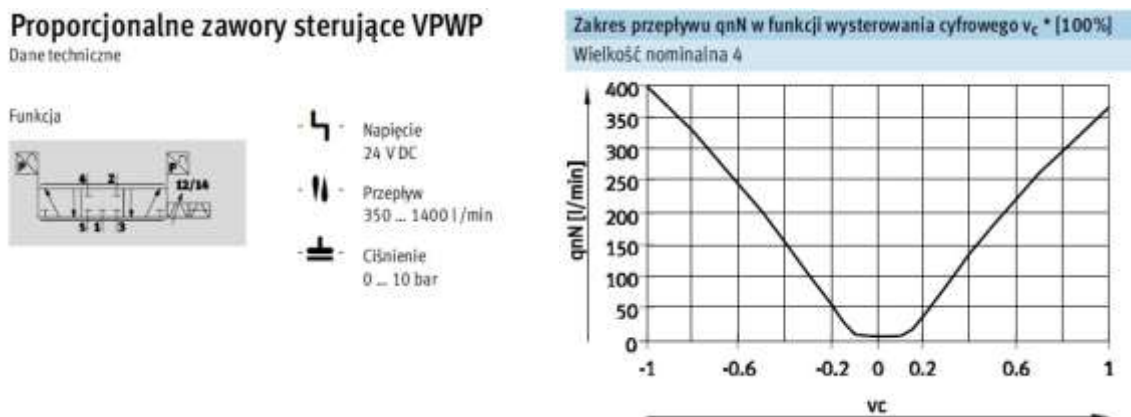 Proporcjonalne zawory sterujące VPWP
Dane techniczne
Funkcja
4 2
12/14
5 1 3
Napięcie
24 V DC
Przepływ
350 ... 1400 l/min
Ciśnienie
0 ... 10 bar
Zakres przepływu qnN w funkcji wysterowania cyfrowego vc * [100%]
Wielkość nominalna 4
qnN [l/min]
400
350
300
250
200
150
100
50
0
-1 -0.6 -0.2 0 0.2 0.6 1
VC